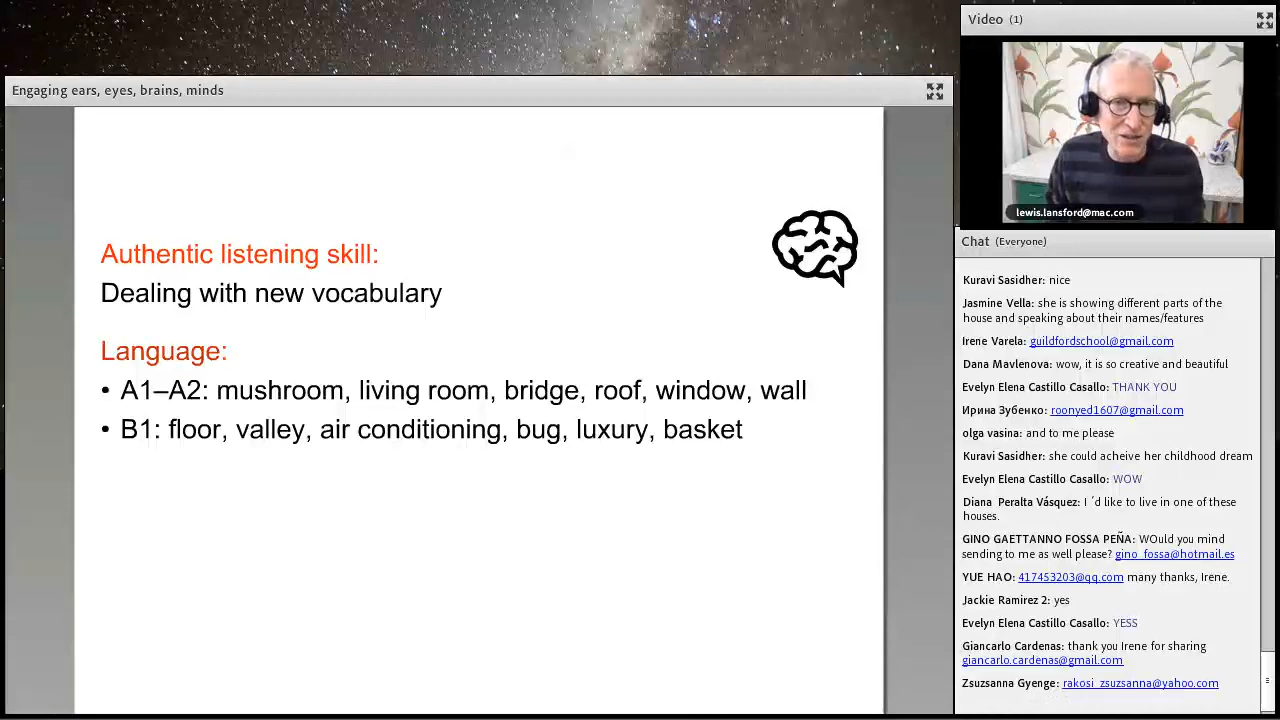 Engaging ears, eyes, brains, minds
Authentic listening skill:
Dealing with new vocabulary
Language:
• A1–A2: mushroom, living room, bridge, roof, window, wall
• B1: floor, valley, air conditioning, bug, luxury, basket
Video (1)
lewis.lansford@mac.com
Chat (Everyone)
Kuravi Sasidher: nice
Jasmine Vella: she is showing different parts of the
house and speaking about their names/features
Irene Varela: guildfordschool@gmail.com
Dana Mavlenova: wow, it is so creative and beautiful
Evelyn Elena Castillo Casallo: THANK YOU
Ирина Зубенко: roonyed1607@gmail.com
olga vasina: and to me please
Kuravi Sasidher: she could acheive her childhood dream
Evelyn Elena Castillo Casallo: WOW
Diana Peralta Vásquez: I ´d like to live in one of these
houses.
GINO GAETTANNO FOSSA PEÑA: WOuld you mind
sending to me as well please? gino_fossa@hotmail.es
YUE HAO: 417453203@qq.com many thanks, Irene.
Jackie Ramirez 2: yes
Evelyn Elena Castillo Casallo: YESS
Giancarlo Cardenas: thank you Irene for sharing
giancarlo.cardenas@gmail.com
Zsuzsanna Gyenge: rakosi_zsuzsanna@yahoo.com